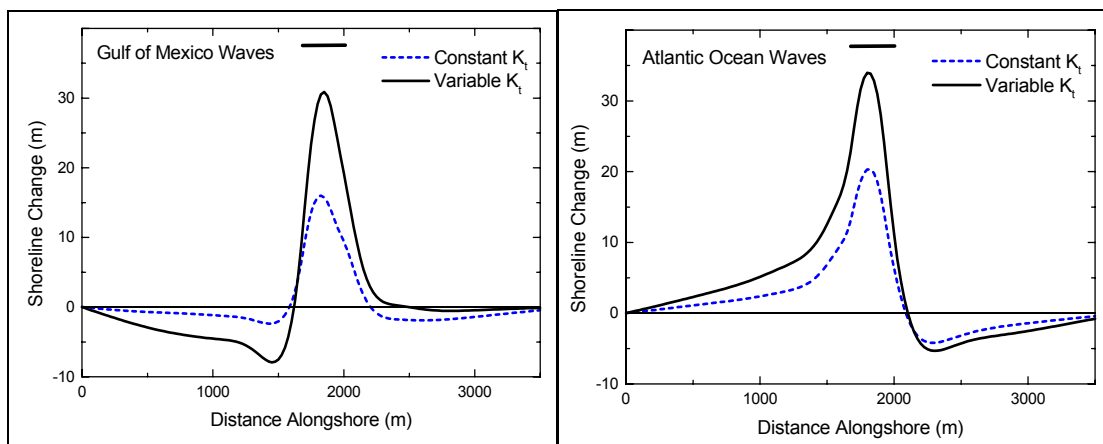 Gulf of Mexico Waves
Constant Kt
Variable Kt
30
20
10
0
-10
Shoreline Change (m)
0 1000 2000 3000
Distance Alongshore (m)
Atlantic Ocean Waves
Constant Kt
Variable Kt
30
20
10
0
-10
Shoreline Change (m)
0 1000 2000 3000
Distance Alongshore (m)